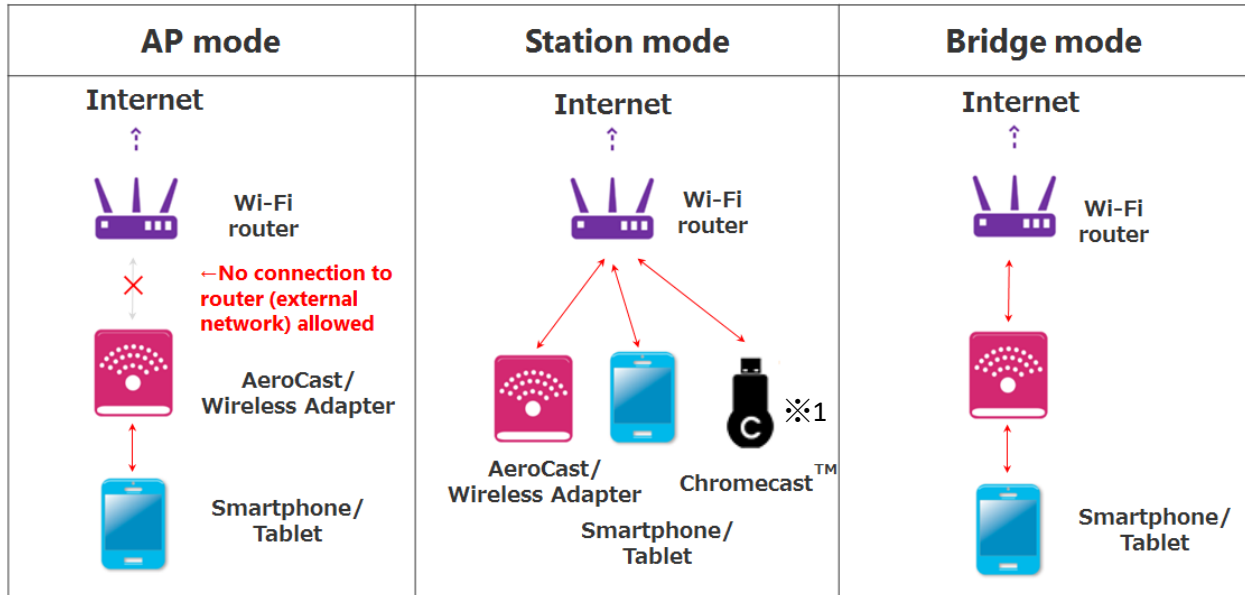 AP mode
Station mode
Bridge mode
Internet
Wi-Fi
router
←No connection to
router (external
network) allowed
AeroCast/
Wireless Adapter
Smartphone/
Tablet
Internet
Wi-Fi
router
C
※1
AeroCast/
Wireless Adapter
Chromecast™
Smartphone/
Tablet
Internet
Wi-Fi
router
Smartphone/
Tablet